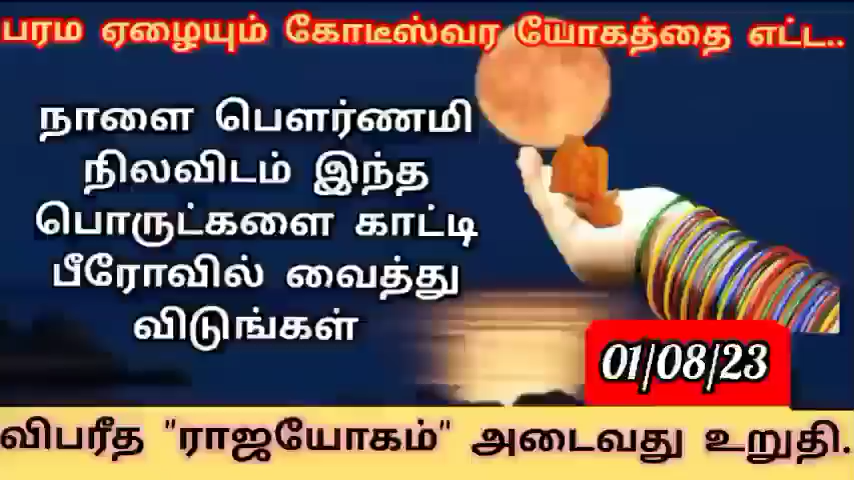 பரம ஏழையும் கோடீஸ்வர யோகத்தை எட்ட..
நாளை பௌர்ணமி
நிலவிடம் இந்த
பொருட்களை காட்டி
பீரோவில் வைத்து
விடுங்கள்
01/08/23
விபரீத "ராஜயோகம்" அடைவது உறுதி.